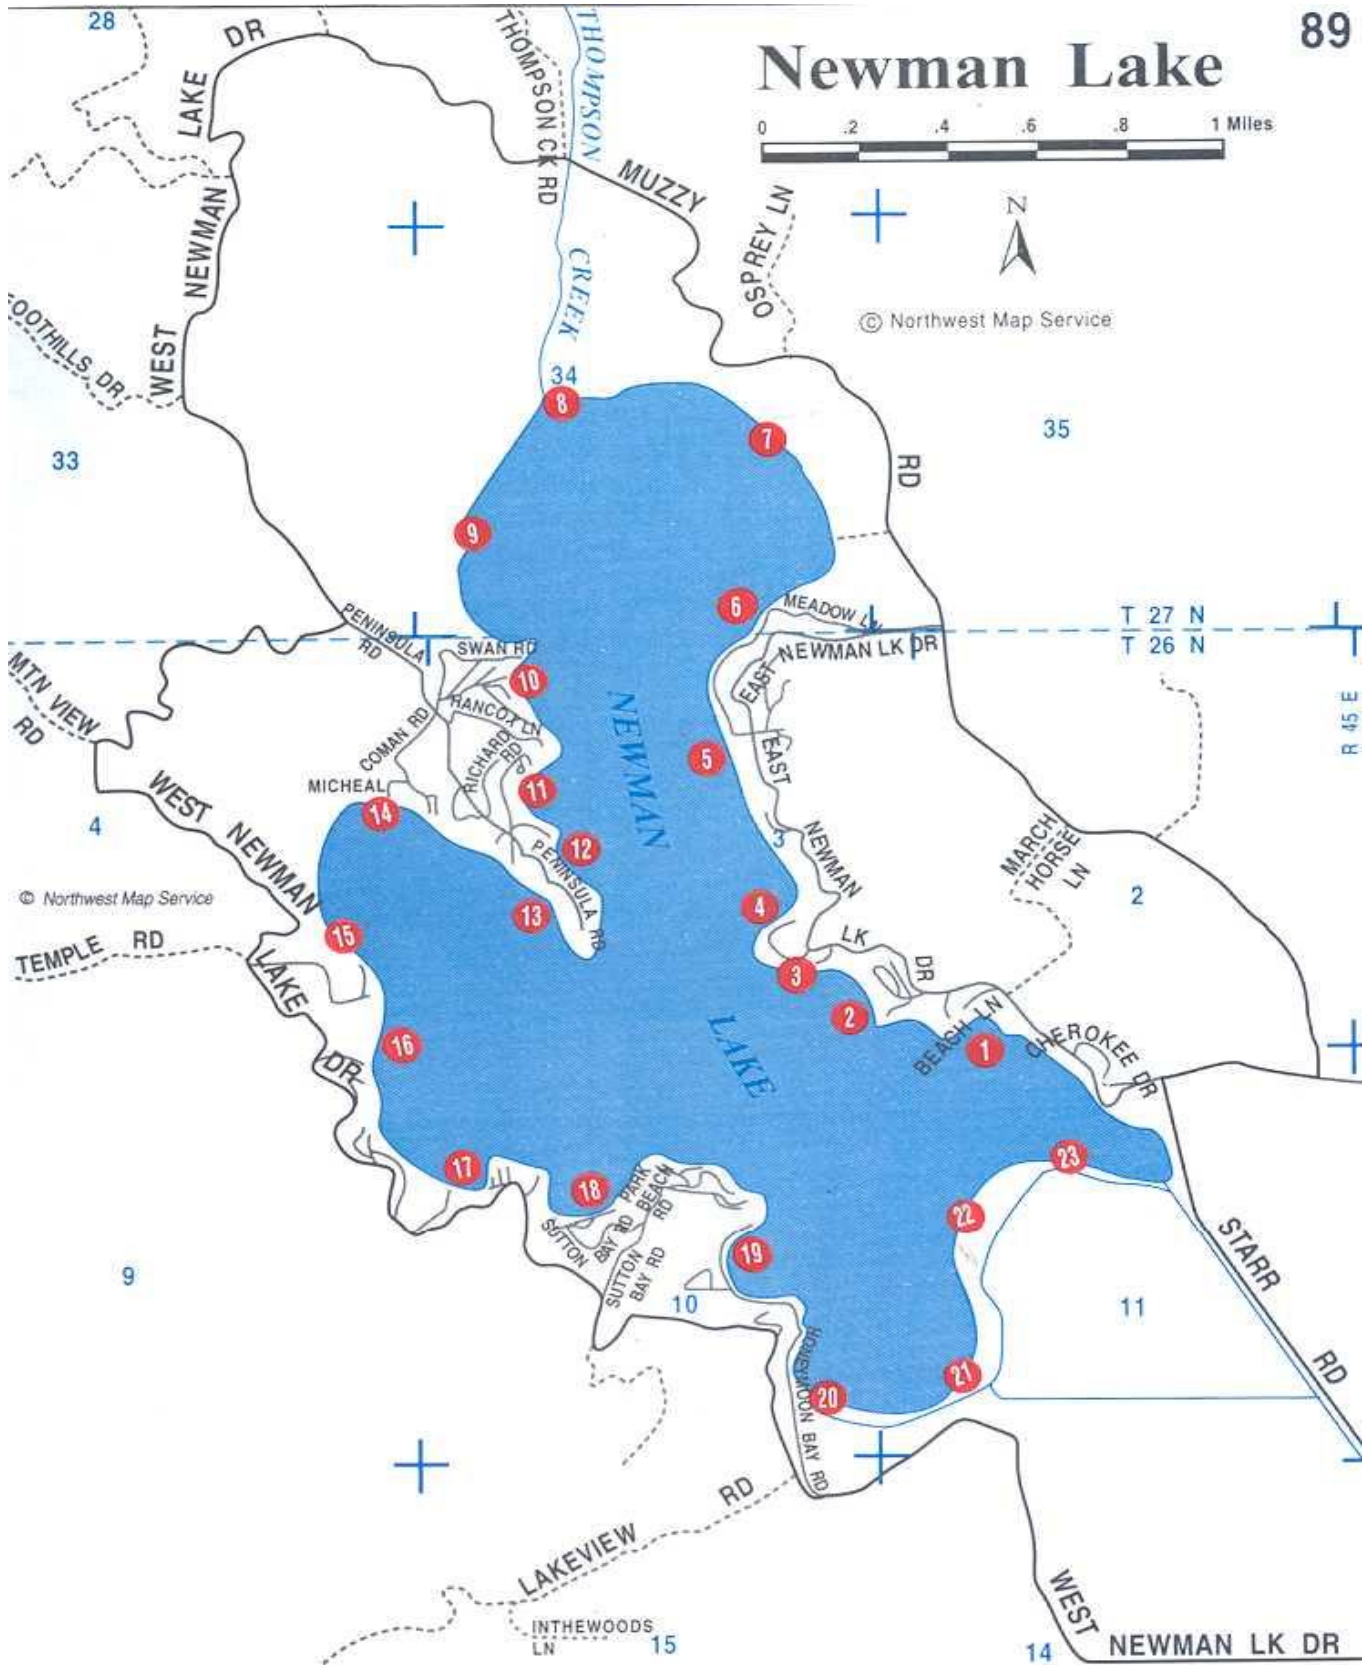 28
89
Newman Lake
0 .2 .4 .6 .8 1 Miles
N
© Northwest Map Service
WEST NEWMAN LAKE DR
THOMPSON CK RD
THOMPSON CREEK
MUZZY RD
OSPREY LN
FOOTHILLS DR
34
35
33
8
7
9
6
MEADOW LN
T 27 N
T 26 N
R 45 E
NEWMAN LK DR
PENINSULA RD
SWAN RD
10
HANCOX LN
MTN VIEW RD
COMAN RD
RICHARD RD
MICHEAL
EAST
EAST NEWMAN LK DR
5
11
14
12
3
4
WEST NEWMAN LAKE DR
NEWMAN LAKE
PENINSULA RD
MARCH HORSE LN
2
© Northwest Map Service
13
4
15
TEMPLE RD
3
2
16
BEACH LN
1
CHEROKEE DR
17
18
23
22
PARK BEACH RD
SUTTON BAY RD
SUTTON BAY RD
19
STARR RD
9
10
11
HONEYMOON BAY RD
20
21
LAKEVIEW RD
INTHEWOODS LN
15
14
WEST NEWMAN LK DR